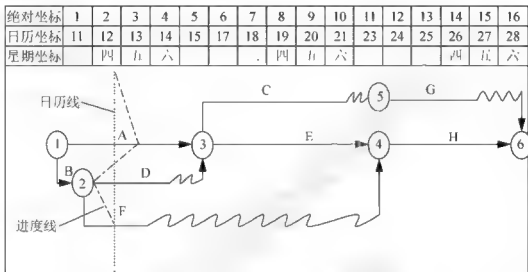 绝对坐标 1 2 3 4 5 6 7 8 9 10 11 12 13 14 15 16
日历坐标 11 12 13 14 15 17 18 19 20 21 23 24 25 26 27 28
星期坐标 四 五 六 四 五 六 四 五 六
日历线
C
5
G
1
A
3
E
4
H
6
B
2
D
F
进度线